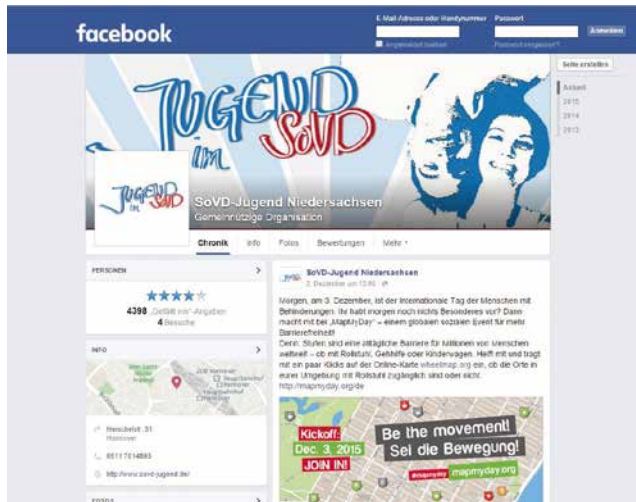 facebook
E-Mail-Adresse oder Handynummer
Passwort
Angemeldet bleiben
Passwort vergessen?
Anmelden
Seite erstellen
Aktuell
2015
2014
2013
JUGEND
im
SoVD
JUGEND
im SoVD
SoVD-Jugend Niedersachsen
Gemeinnützige Organisation
Chronik Info Fotos Bewertungen Mehr
PERSONEN
4398 „Gefällt mir“-Angaben
4 Besuche
INFO
Herschelstr. 31
Hannover
http://www.sovd-jugend.de/
FOTOS
SoVD-Jugend Niedersachsen
2. Dezember um
Morgen, am 3. Dezember, ist der Internationale Tag der Menschen mit
Behinderungen. Ihr habt morgen noch nichts Besonderes vor? Dann
macht mit bei „MapMyDay“ – einem globalen sozialen Event für mehr
Barrierefreiheit!
Denn: Stufen sind eine alltägliche Barriere für Millionen von Menschen
weltweit – ob mit Rollstuhl, Gehhilfe oder Kinderwagen. Helft mit und tragt
mit ein paar Klicks auf der Online-Karte wheelmap.org ein, ob die Orte in
eurer Umgebung mit Rollstuhl zugänglich sind oder nicht.
http://mapmyday.org/de
Kickoff:
Dec. 3, 2015
JOIN IN!
Be the movement!
Sei die Bewegung!
#mapmyday mapmyday.org